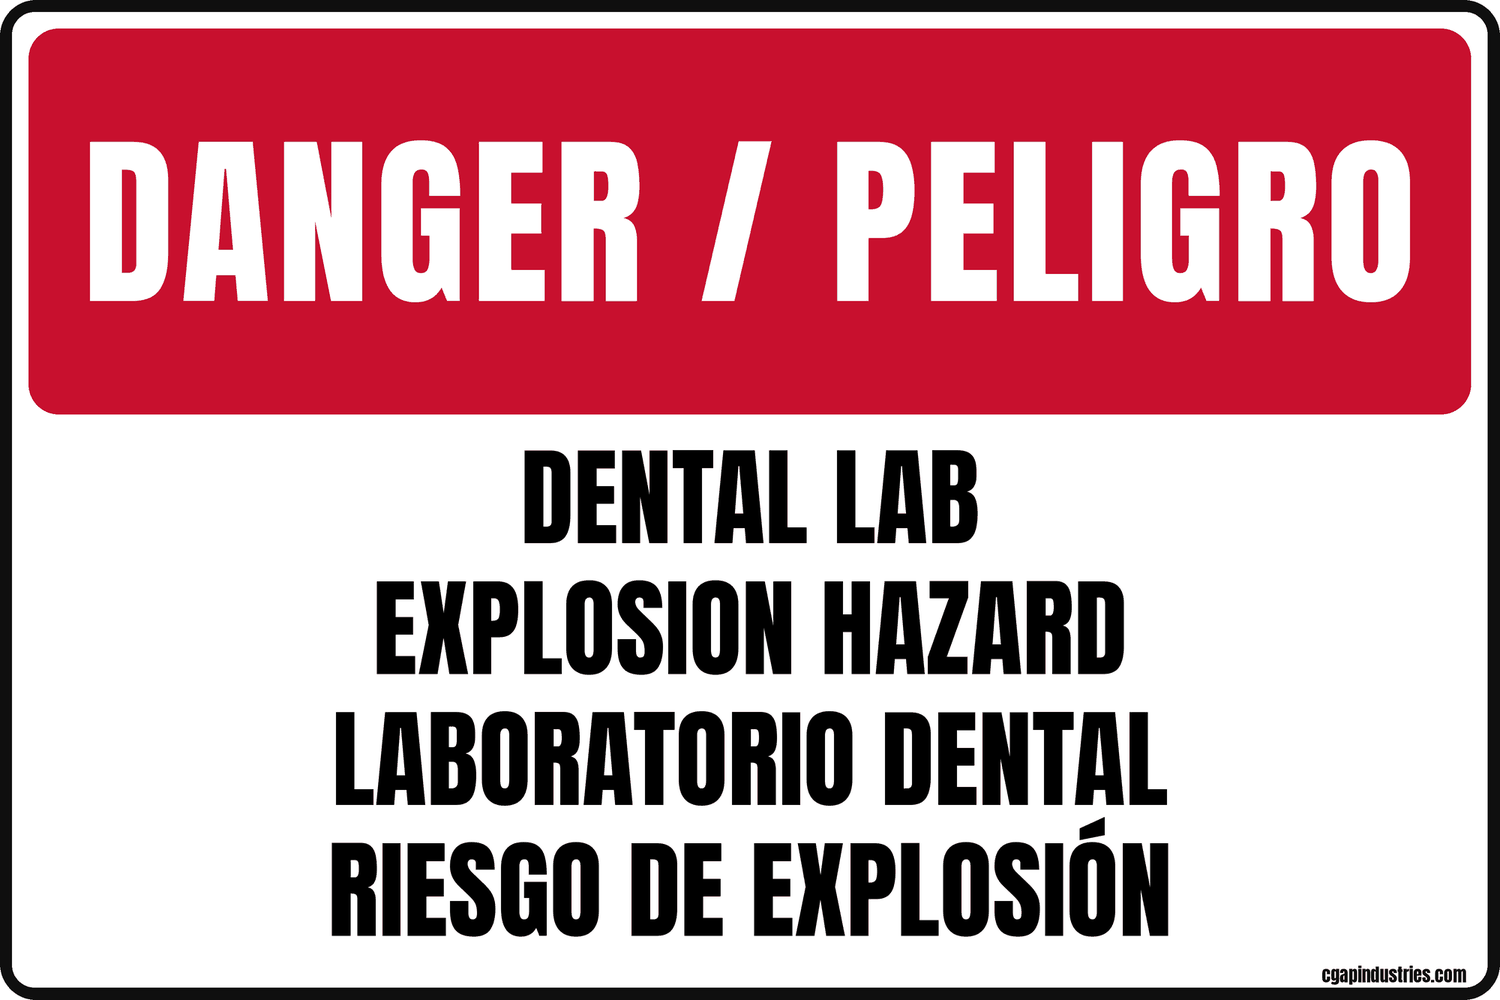 DANGER / PELIGRO
DENTAL LAB
EXPLOSION HAZARD
LABORATORIO DENTAL
RIESGO DE EXPLOSIÓN
cgapindustries.com